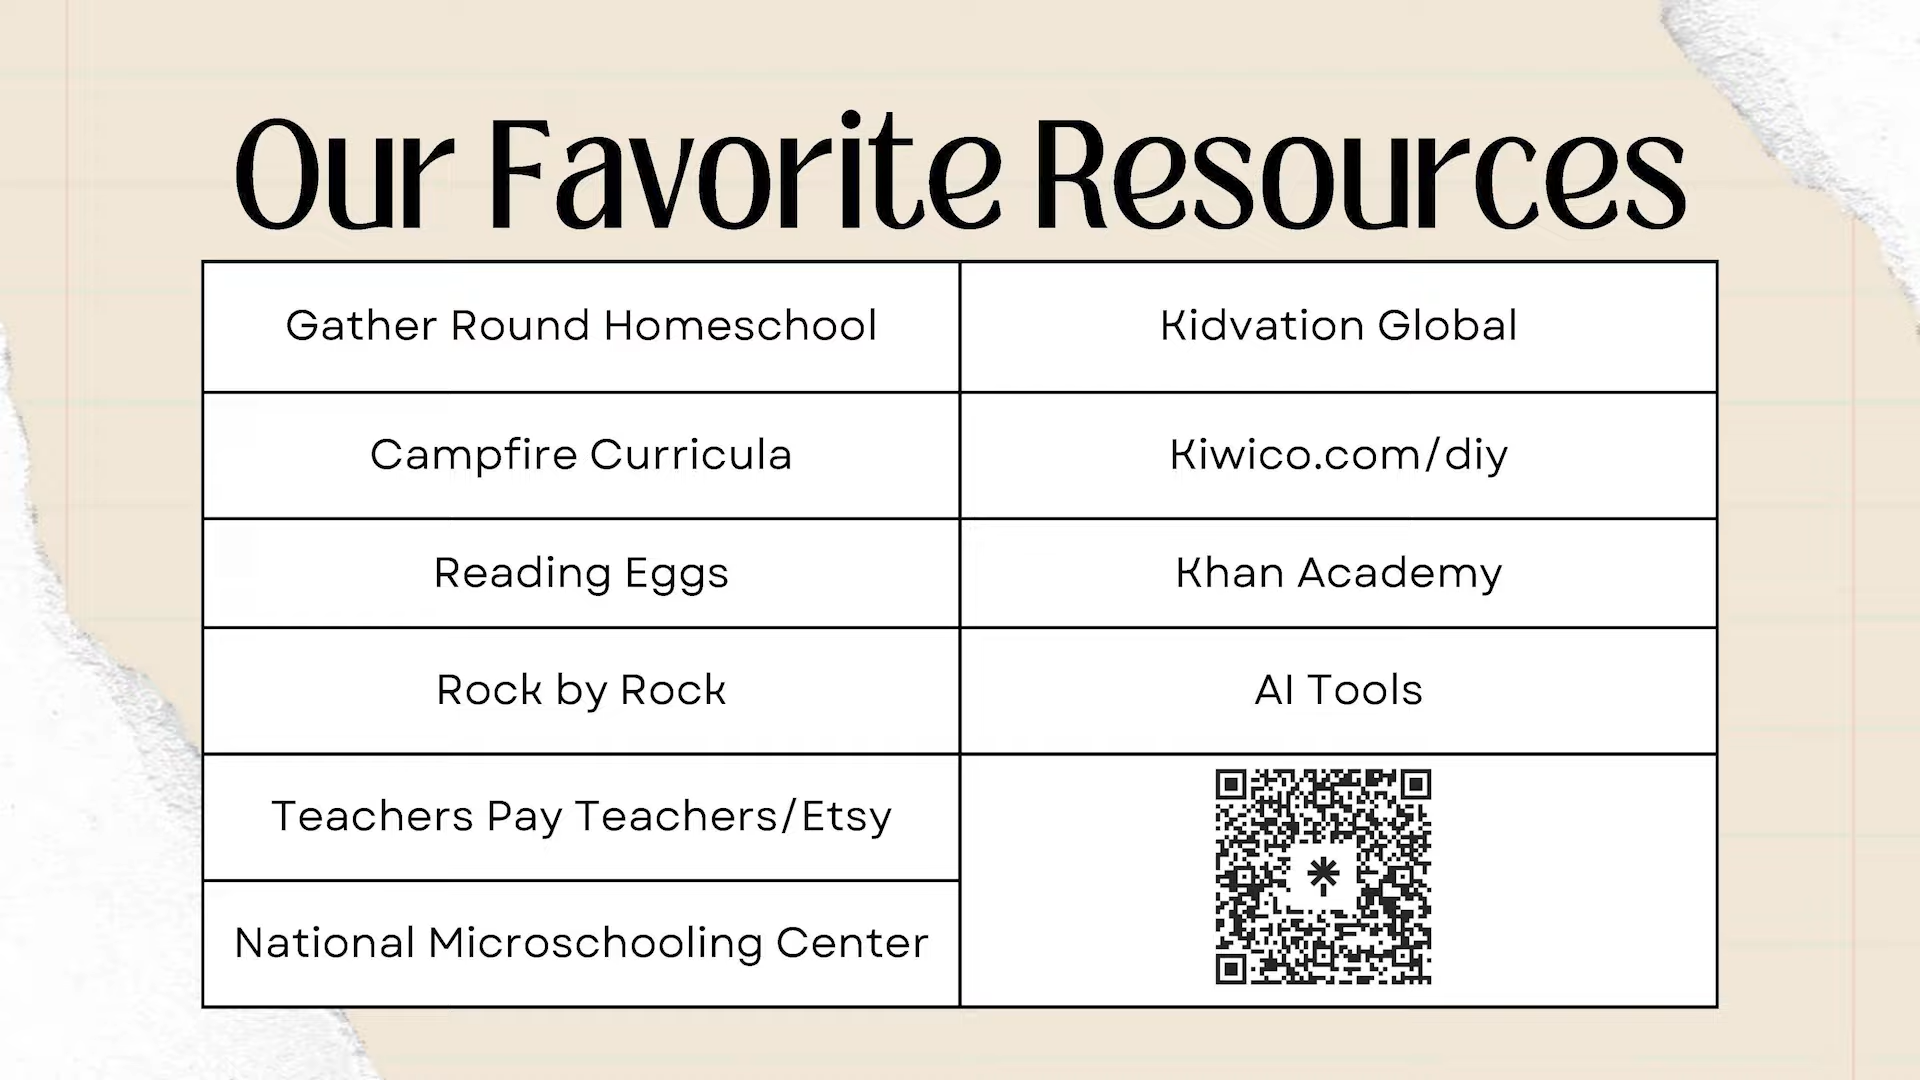 Our Favorite Resources
Gather Round Homeschool
Kidvation Global
Campfire Curricula
Kiwico.com/diy
Reading Eggs
Khan Academy
Rock by Rock
AI Tools
Teachers Pay Teachers/Etsy
National Microschooling Center